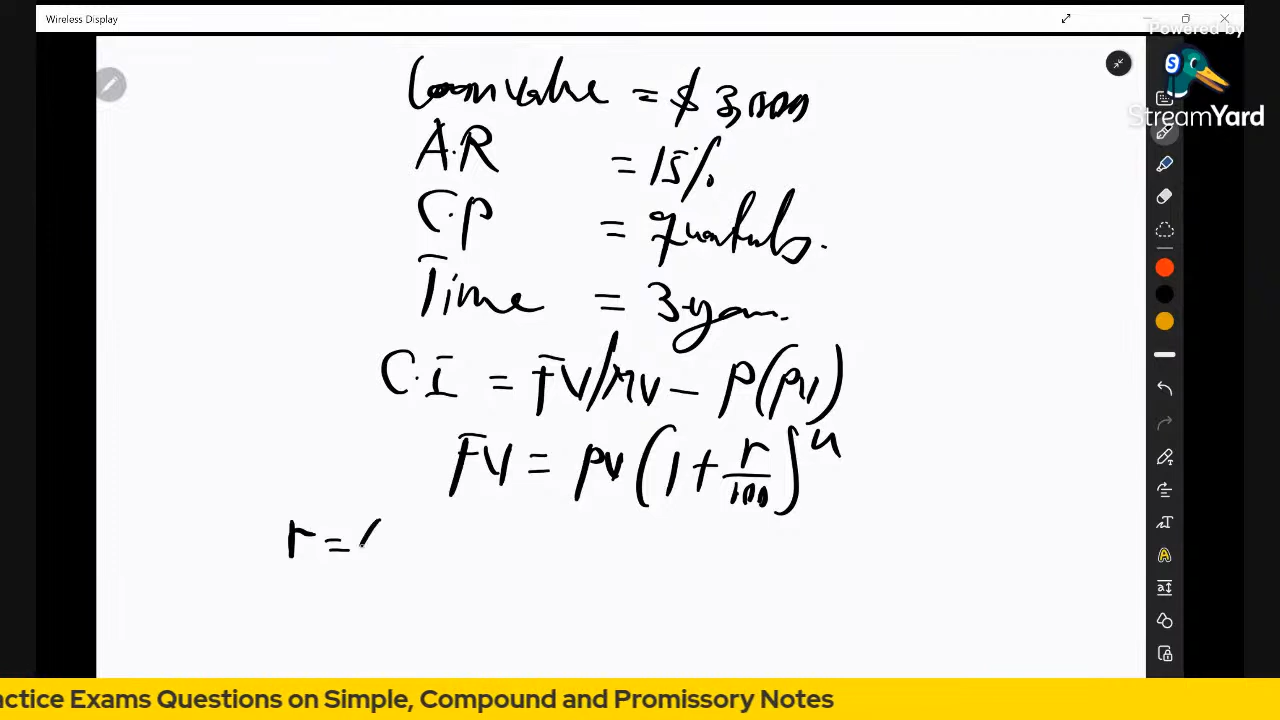 Wireless Display
Powered by
StreamYard
Loan value = $ 3,000
A.R = 15%
C.P = quarterly.
Time = 3 years.
C.I = FV/MV - P(PV)
FV = PV (1 + r/100)^n
r = (
actice Exams Questions on Simple, Compound and Promissory Notes